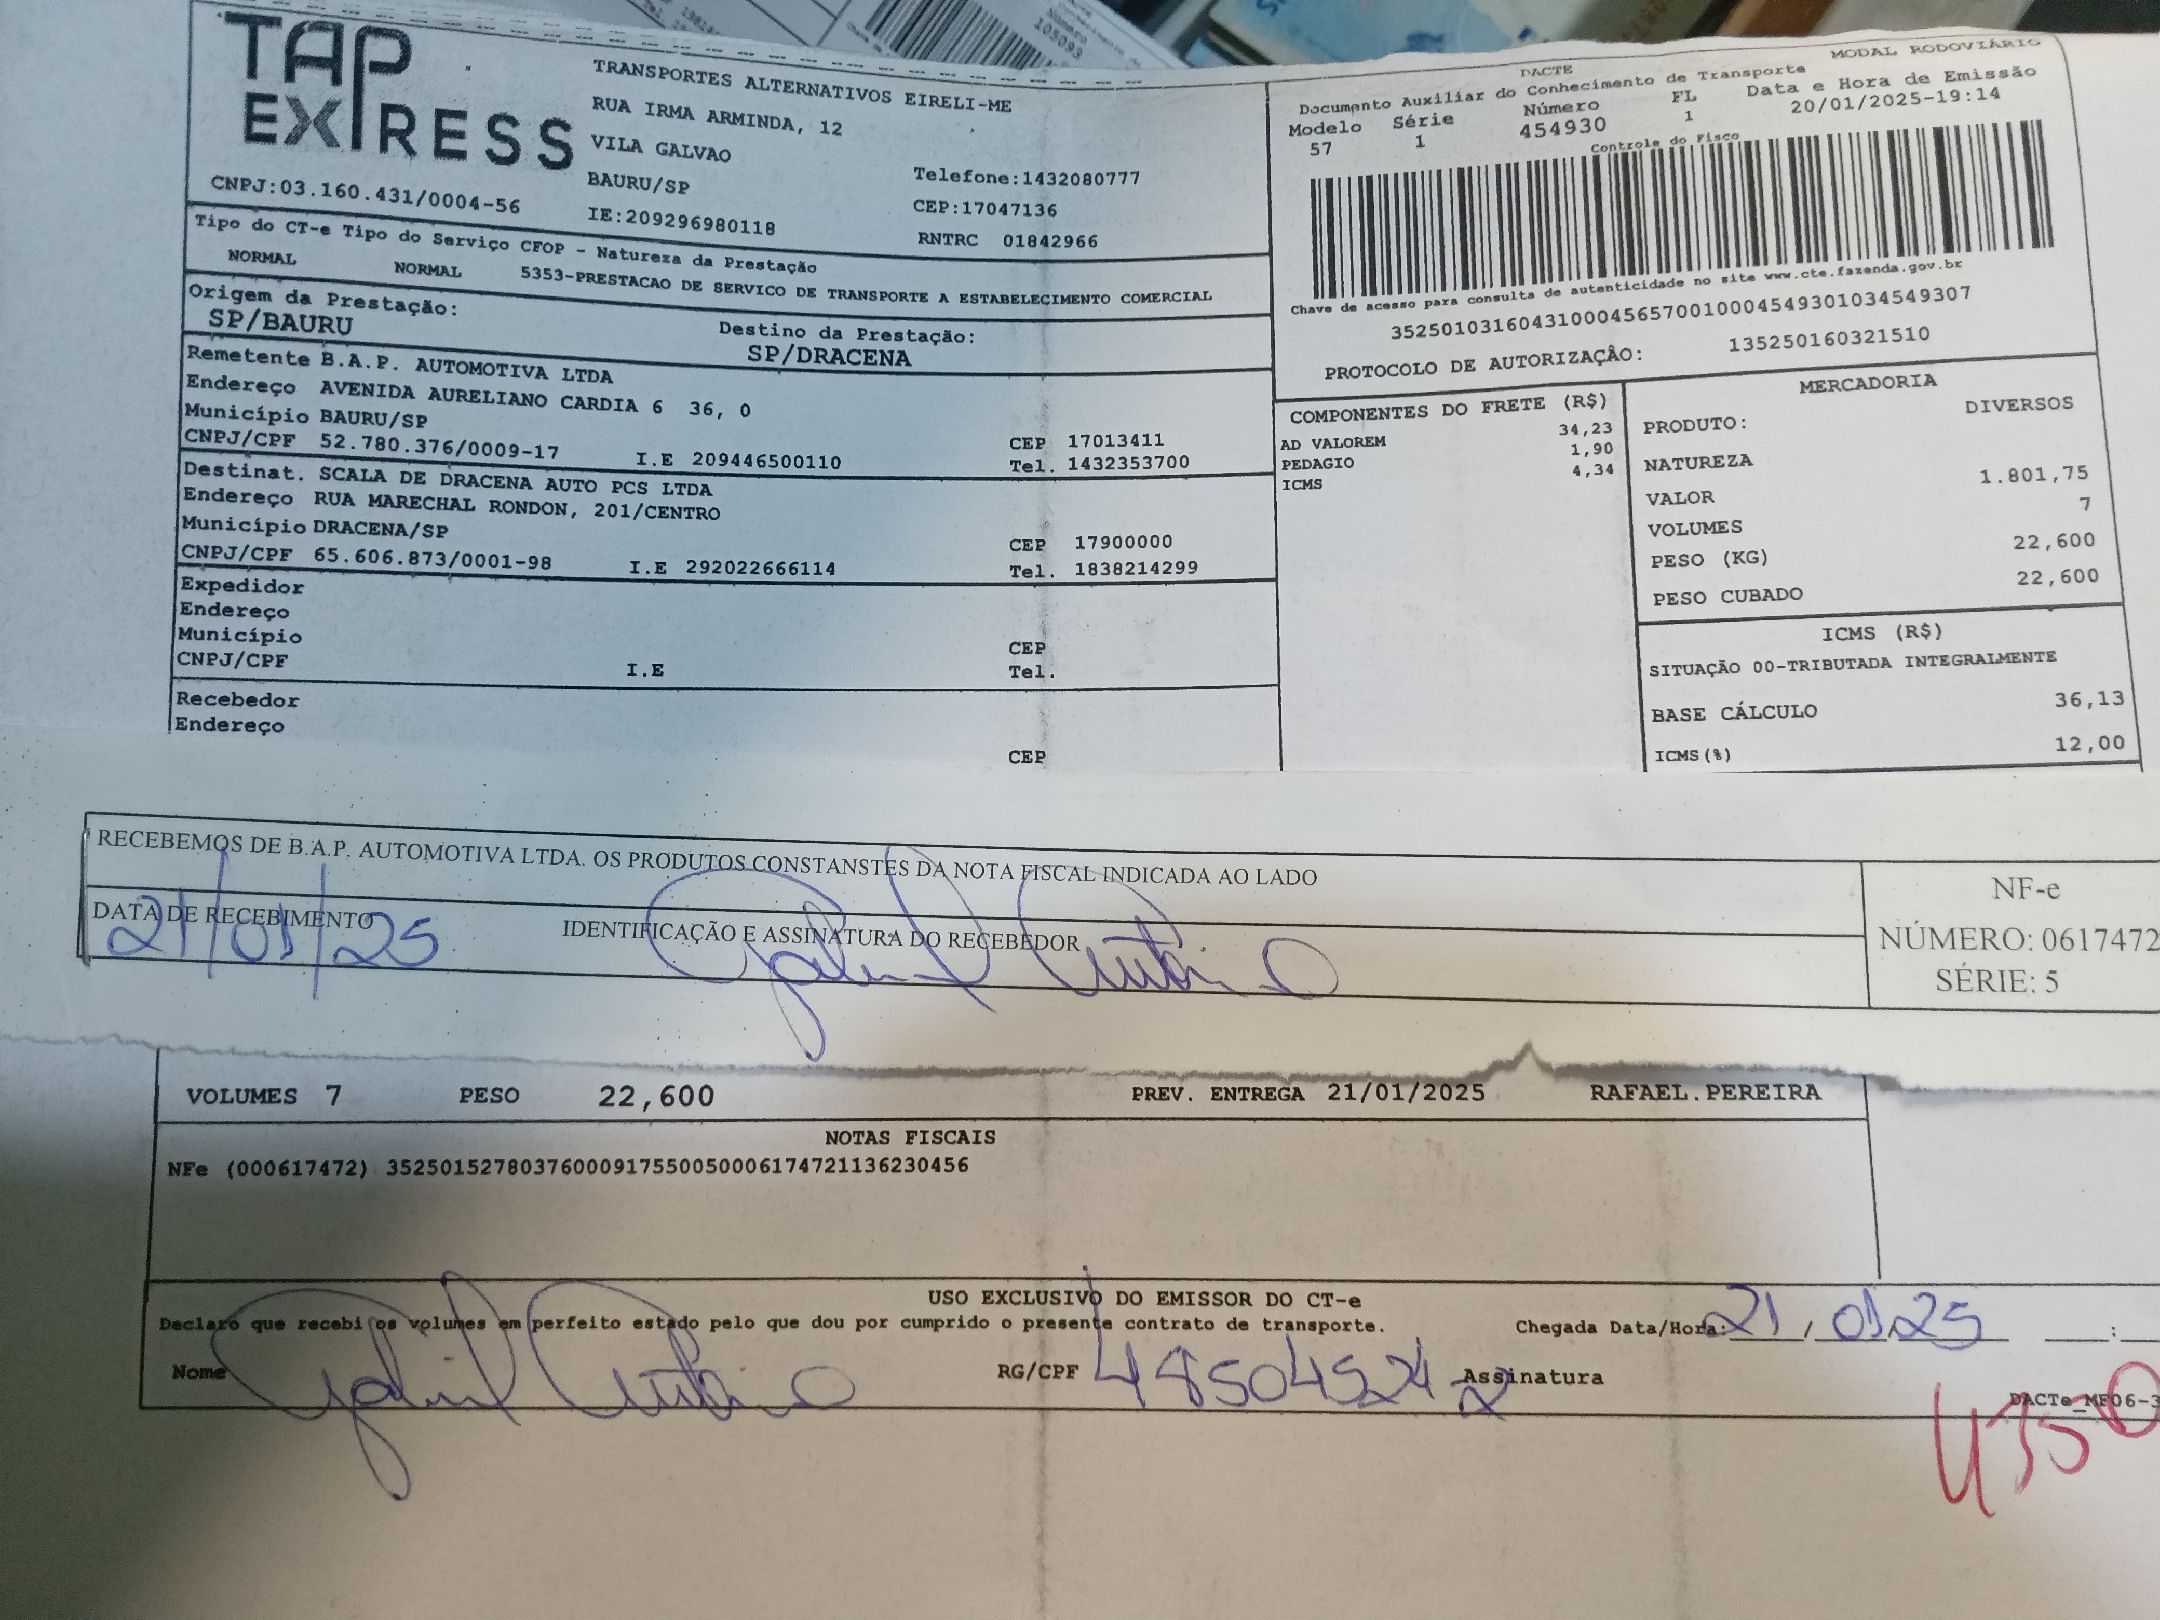 TAP EXPRESS
TRANSPORTES ALTERNATIVOS EIRELI-ME
RUA IRMA ARMINDA, 12
VILA GALVAO
BAURU/SP Telefone:1432080777
CEP:17047136
CNPJ:03.160.431/0004-56 IE:209296980118 RNTRC 01842966
MODAL RODOVIÁRIO
DACTE
Documento Auxiliar do Conhecimento de Transporte
Modelo Série Número FL Data e Hora de Emissão
57 1 454930 1 20/01/2025-19:14
Controle do Fisco
Chave de acesso para consulta de autenticidade no site www.cte.fazenda.gov.br
35250103160431000456570010004549301034549307
PROTOCOLO DE AUTORIZAÇÃO: 135250160321510
Tipo do CT-e Tipo do Serviço CFOP - Natureza da Prestação
NORMAL NORMAL 5353-PRESTACAO DE SERVICO DE TRANSPORTE A ESTABELECIMENTO COMERCIAL
Origem da Prestação: Destino da Prestação:
SP/BAURU SP/DRACENA
Remetente B.A.P. AUTOMOTIVA LTDA
Endereço AVENIDA AURELIANO CARDIA 6 36, 0
Município BAURU/SP CEP 17013411
CNPJ/CPF 52.780.376/0009-17 I.E 209446500110 Tel. 1432353700
Destinat. SCALA DE DRACENA AUTO PCS LTDA
Endereço RUA MARECHAL RONDON, 201/CENTRO
Município DRACENA/SP CEP 17900000
CNPJ/CPF 65.606.873/0001-98 I.E 292022666114 Tel. 1838214299
Expedidor
Endereço
Município CEP
CNPJ/CPF I.E Tel.
Recebedor
Endereço
CEP
COMPONENTES DO FRETE (R$)
AD VALOREM 34,23
PEDAGIO 1,90
ICMS 4,34
MERCADORIA
PRODUTO: DIVERSOS
NATUREZA
VALOR 1.801,75
VOLUMES 7
PESO (KG) 22,600
PESO CUBADO 22,600
ICMS (R$)
SITUAÇÃO 00-TRIBUTADA INTEGRALMENTE
BASE CÁLCULO 36,13
ICMS(%) 12,00
RECEBEMOS DE B.A.P. AUTOMOTIVA LTDA. OS PRODUTOS CONSTANSTES DA NOTA FISCAL INDICADA AO LADO
DATA DE RECEBIMENTO IDENTIFICAÇÃO E ASSINATURA DO RECEBEDOR
21/01/25
NF-e
NÚMERO: 0617472
SÉRIE: 5
VOLUMES 7 PESO 22,600 PREV. ENTREGA 21/01/2025 RAFAEL.PEREIRA
NOTAS FISCAIS
NFe (000617472) 35250152780376000917550050006174721136230456
USO EXCLUSIVO DO EMISSOR DO CT-e
Declaro que recebi os volumes em perfeito estado pelo que dou por cumprido o presente contrato de transporte. Chegada Data/Hora: 21/01/25 :
Nome RG/CPF Assinatura
DACTe_MF06-3